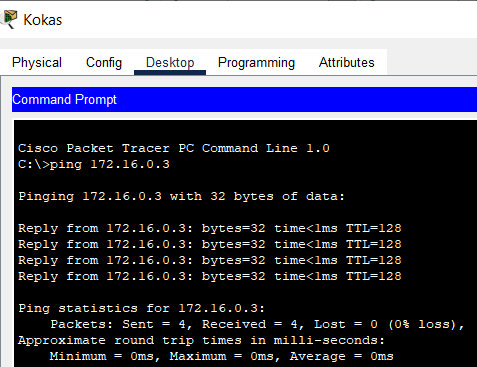 Kokas
Physical Config Desktop Programming Attributes
Command Prompt
Cisco Packet Tracer PC Command Line 1.0
C:\>ping 172.16.0.3
Pinging 172.16.0.3 with 32 bytes of data:
Reply from 172.16.0.3: bytes=32 time<1ms TTL=128
Reply from 172.16.0.3: bytes=32 time<1ms TTL=128
Reply from 172.16.0.3: bytes=32 time<1ms TTL=128
Reply from 172.16.0.3: bytes=32 time<1ms TTL=128
Ping statistics for 172.16.0.3:
Packets: Sent = 4, Received = 4, Lost = 0 (0% loss),
Approximate round trip times in milli-seconds:
Minimum = 0ms, Maximum = 0ms, Average = 0ms